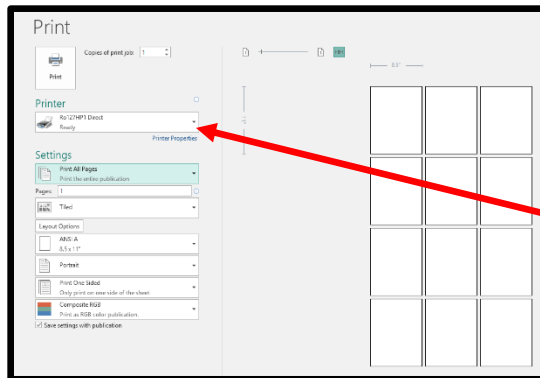 Print
Copies of print job: 1
Print
Printer
Ro127HP1 Direct
Ready
Printer Properties
Settings
Print All Pages
Print the entire publication
Pages: 1
Tiled
Layout Options
ANSI A
8.5 x 11"
Portrait
Print One Sided
Only print on one side of the sheet
Composite RGB
Print as RGB color publication.
Save settings with publication